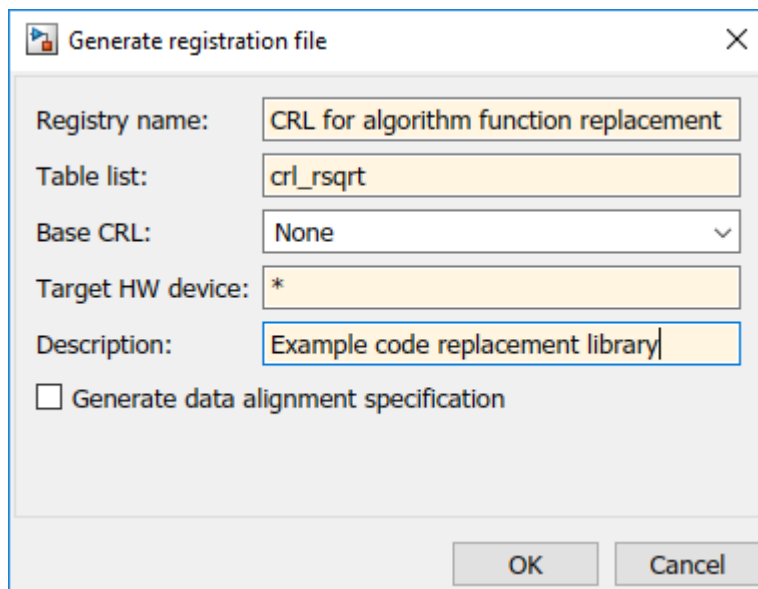 Generate registration file
Registry name: CRL for algorithm function replacement
Table list: crl_rsqrt
Base CRL: None
Target HW device: *
Description: Example code replacement library
Generate data alignment specification
OK Cancel